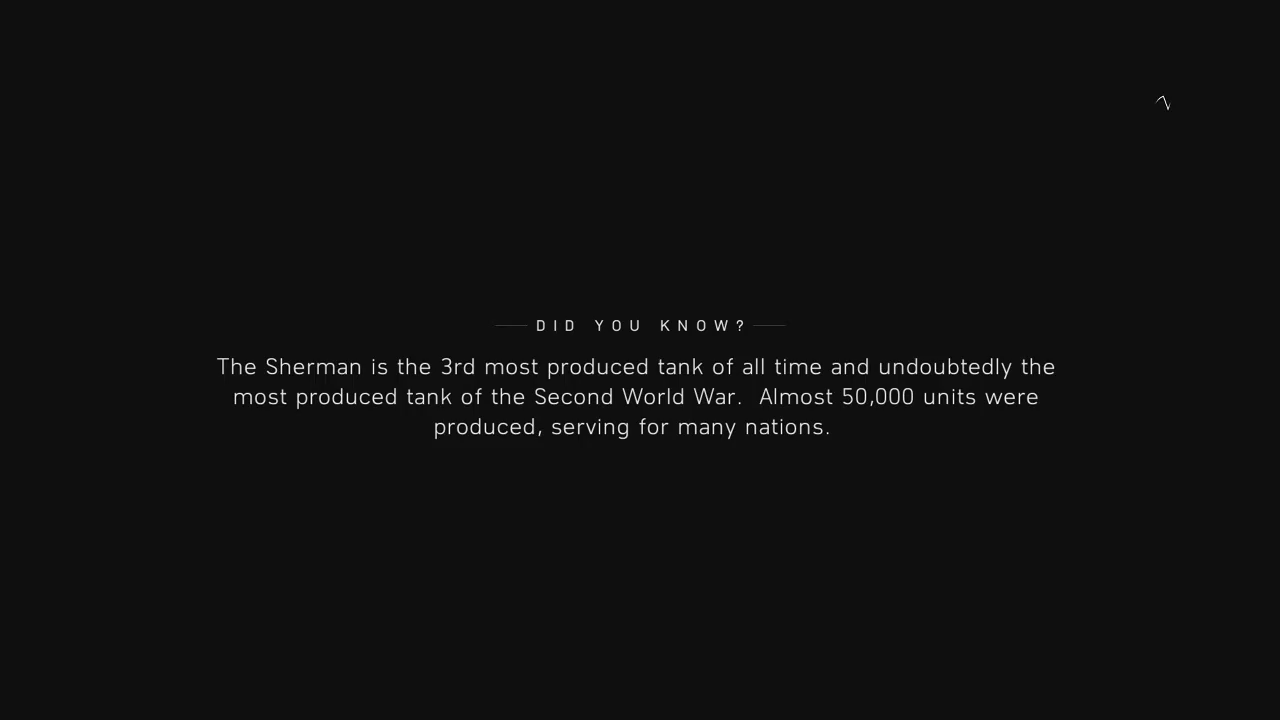 DID YOU KNOW?
The Sherman is the 3rd most produced tank of all time and undoubtedly the
most produced tank of the Second World War.  Almost 50,000 units were
produced, serving for many nations.